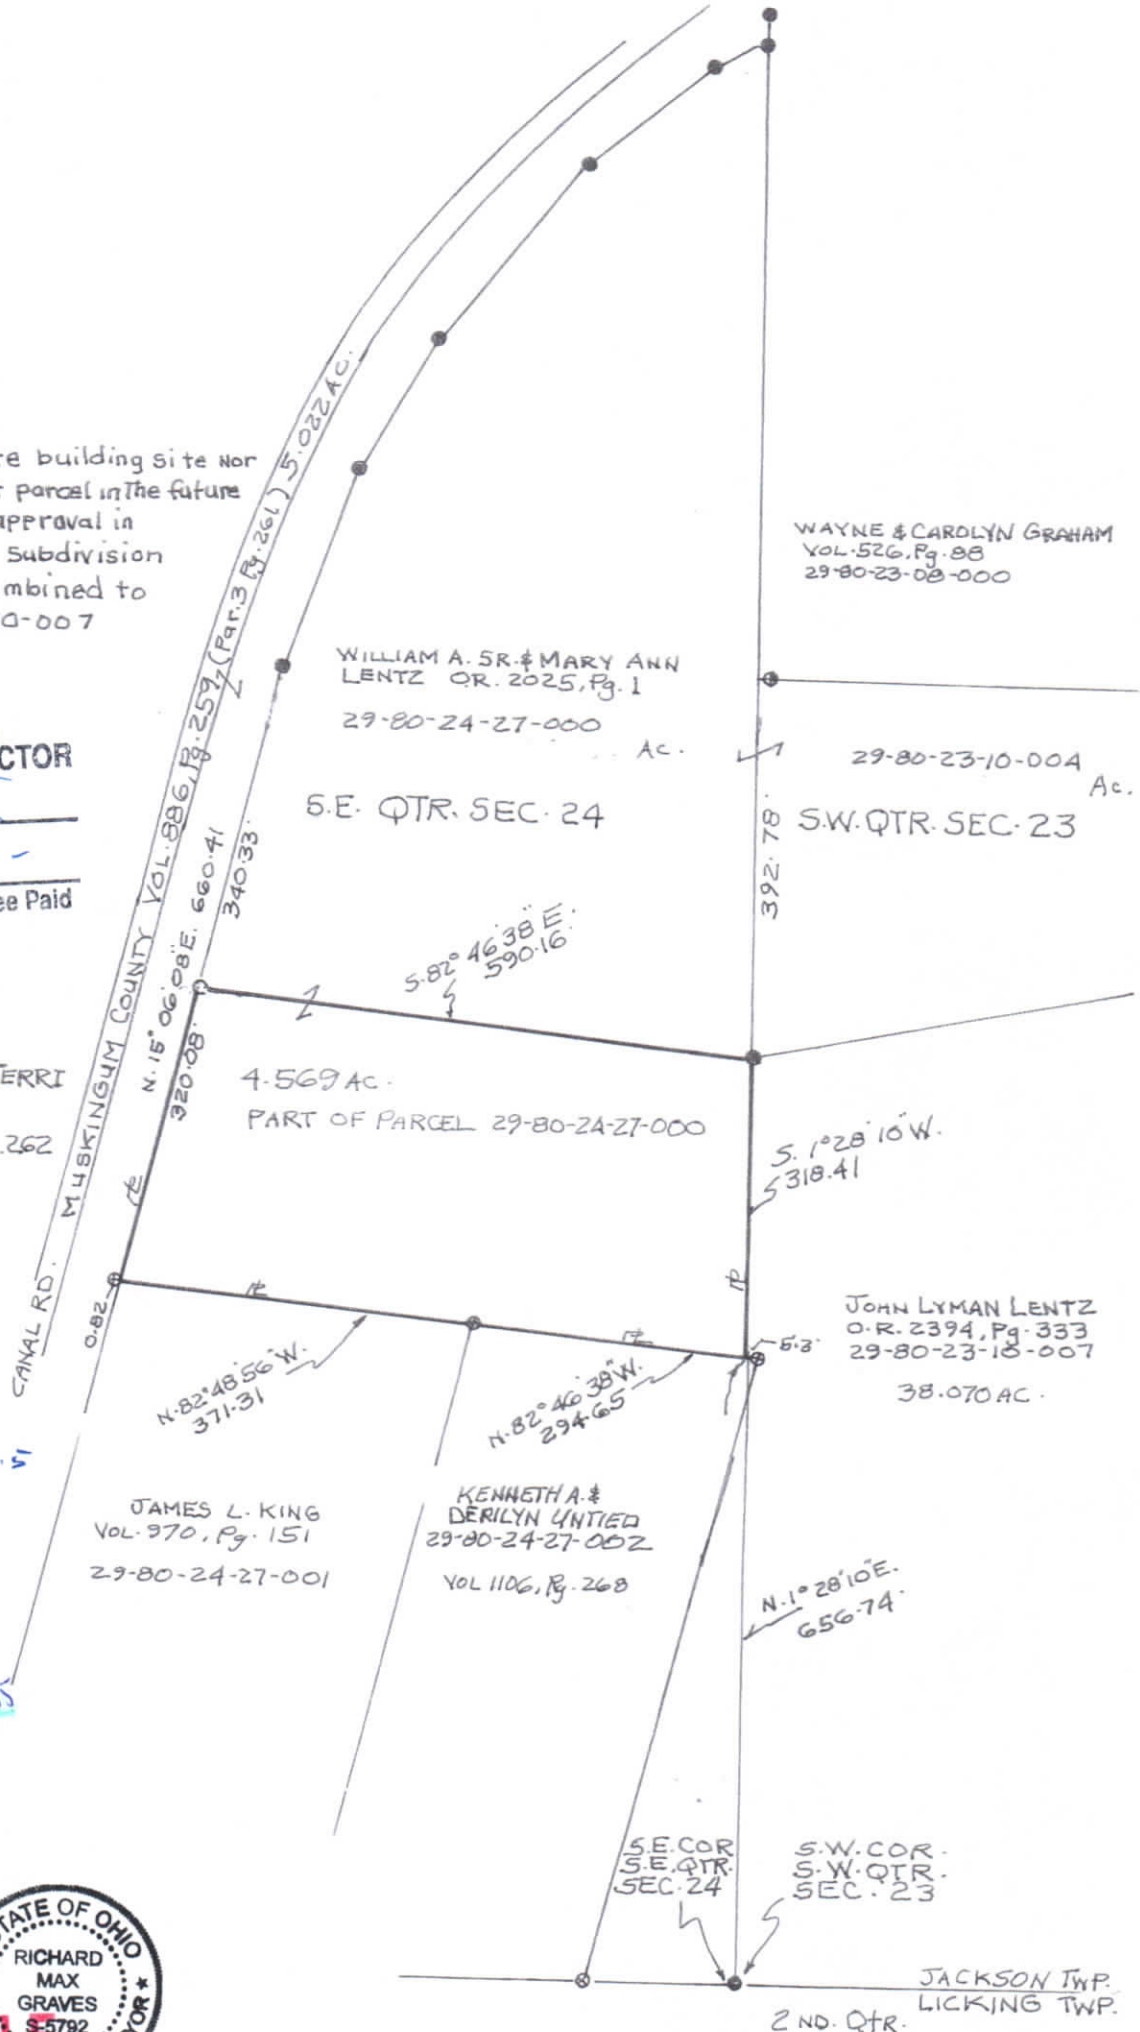 re building site Nor
r parcel in The future
approval in
Subdivision
mbined to
0-007
CTOR
ee Paid
ERRI
.262
CANAL RD.
MUSKINGUM COUNTY VOL.886, Pg.259, (Par.3 Pg.261) 5.022 AC.
N. 15° 06' 08" E. 660.41
340.33'
320.08'
0.82
WAYNE & CAROLYN GRAHAM
VOL.526, Pg.88
29-80-23-08-000
WILLIAM A. SR. & MARY ANN
LENTZ O.R. 2025, Pg. 1
29-80-24-27-000
AC.
S.E. QTR. SEC. 24
29-80-23-10-004
Ac.
S.W. QTR. SEC. 23
392.78'
S. 82° 46' 38" E.
590.16'
4.569 AC.
PART OF PARCEL 29-80-24-27-000
S. 1° 28' 10" W.
318.41
JOHN LYMAN LENTZ
O.R. 2394, Pg. 333
29-80-23-10-007
38.070 AC.
5.3'
N. 82° 48' 56" W.
371.31
N. 82° 46' 38" W.
294.65
JAMES L. KING
VOL. 970, Pg. 151
29-80-24-27-001
KENNETH A. &
DERILYN UNTIED
29-80-24-27-002
VOL 1106, Pg. 268
N. 1° 28' 10" E.
656.74'
S.E. COR
S.E. QTR.
SEC. 24
S.W. COR.
S.W. QTR.
SEC. 23
JACKSON TWP.
LICKING TWP.
2 ND. QtR.
STATE OF OHIO
RICHARD
MAX
GRAVES
S-5792